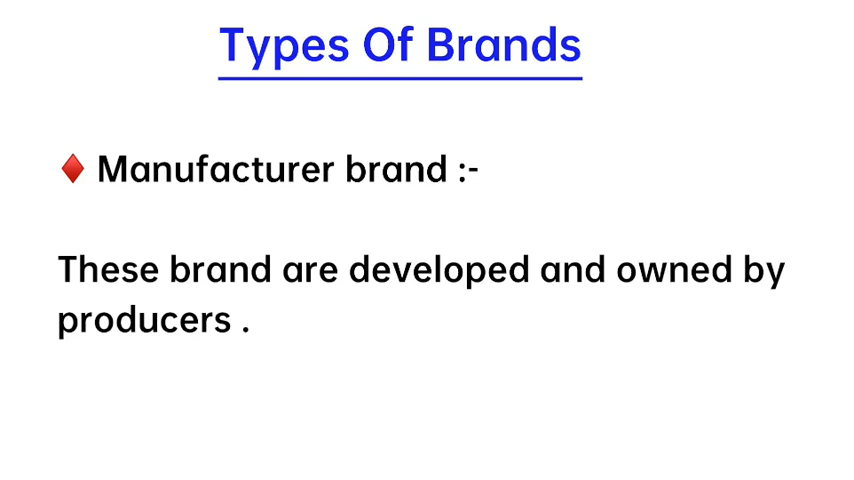 Types Of Brands
♦ Manufacturer brand :-
These brand are developed and owned by
producers .